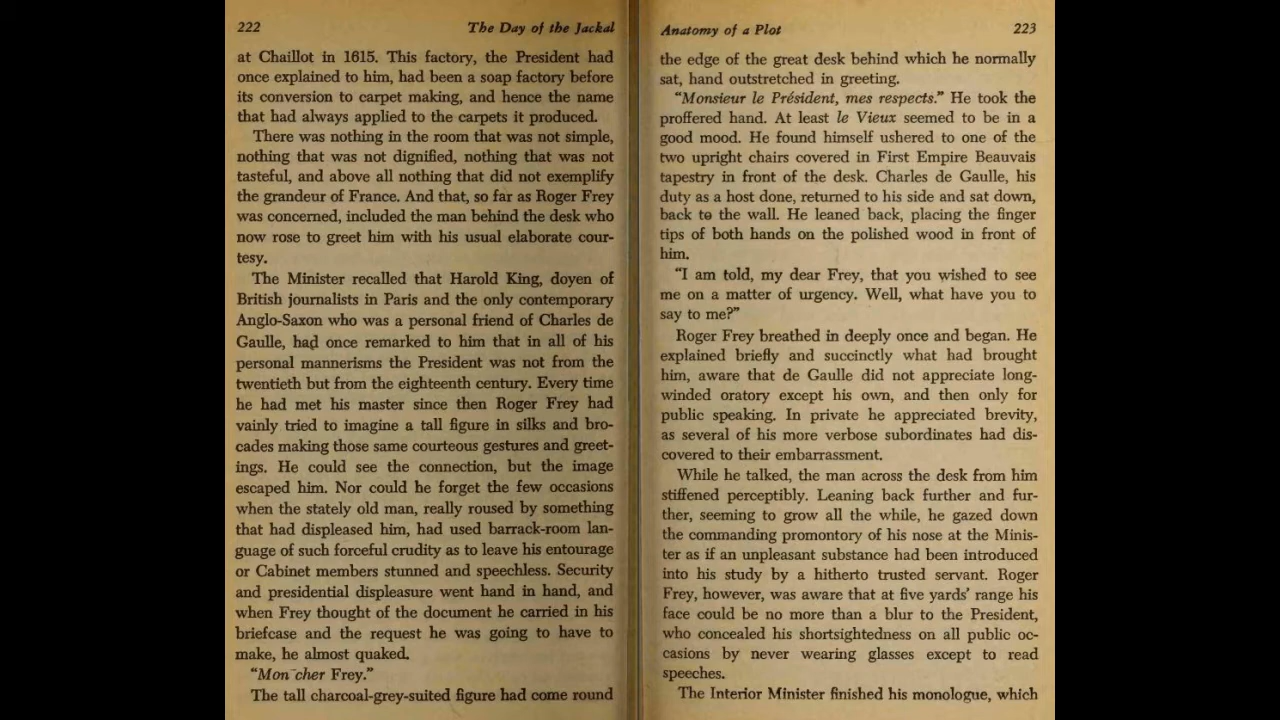 222
The Day of the Jackal
at Chaillot in 1615. This factory, the President had
once explained to him, had been a soap factory before
its conversion to carpet making, and hence the name
that had always applied to the carpets it produced.
There was nothing in the room that was not simple,
nothing that was not dignified, nothing that was not
tasteful, and above all nothing that did not exemplify
the grandeur of France. And that, so far as Roger Frey
was concerned, included the man behind the desk who
now rose to greet him with his usual elaborate cour-
tesy.
The Minister recalled that Harold King, doyen of
British journalists in Paris and the only contemporary
Anglo-Saxon who was a personal friend of Charles de
Gaulle, had once remarked to him that in all of his
personal mannerisms the President was not from the
twentieth but from the eighteenth century. Every time
he had met his master since then Roger Frey had
vainly tried to imagine a tall figure in silks and bro-
cades making those same courteous gestures and greet-
ings. He could see the connection, but the image
escaped him. Nor could he forget the few occasions
when the stately old man, really roused by something
that had displeased him, had used barrack-room lan-
guage of such forceful crudity as to leave his entourage
or Cabinet members stunned and speechless. Security
and presidential displeasure went hand in hand, and
when Frey thought of the document he carried in his
briefcase and the request he was going to have to
make, he almost quaked.
"Mon cher Frey."
The tall charcoal-grey-suited figure had come round
Anatomy of a Plot
223
the edge of the great desk behind which he normally
sat, hand outstretched in greeting.
"Monsieur le Président, mes respects." He took the
proffered hand. At least le Vieux seemed to be in a
good mood. He found himself ushered to one of the
two upright chairs covered in First Empire Beauvais
tapestry in front of the desk. Charles de Gaulle, his
duty as a host done, returned to his side and sat down,
back to the wall. He leaned back, placing the finger
tips of both hands on the polished wood in front of
him.
"I am told, my dear Frey, that you wished to see
me on a matter of urgency. Well, what have you to
say to me?"
Roger Frey breathed in deeply once and began. He
explained briefly and succinctly what had brought
him, aware that de Gaulle did not appreciate long-
winded oratory except his own, and then only for
public speaking. In private he appreciated brevity,
as several of his more verbose subordinates had dis-
covered to their embarrassment.
While he talked, the man across the desk from him
stiffened perceptibly. Leaning back further and fur-
ther, seeming to grow all the while, he gazed down
the commanding promontory of his nose at the Minis-
ter as if an unpleasant substance had been introduced
into his study by a hitherto trusted servant. Roger
Frey, however, was aware that at five yards' range his
face could be no more than a blur to the President,
who concealed his shortsightedness on all public oc-
casions by never wearing glasses except to read
speeches.
The Interior Minister finished his monologue, which